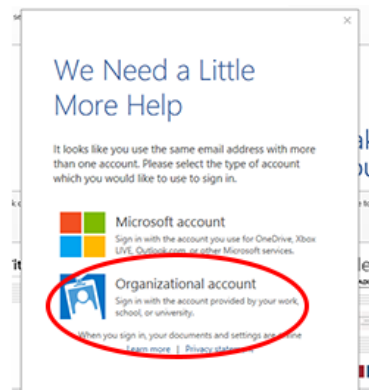 We Need a Little
More Help
It looks like you use the same email address with more
than one account. Please select the type of account
which you would like to use to sign in.
Microsoft account
Sign in with the account you use for OneDrive, Xbox
LIVE, Outlook.com, or other Microsoft services.
Organizational account
Sign in with the account provided by your work,
school, or university.
When you sign in, your documents and settings are online
Learn more | Privacy statement